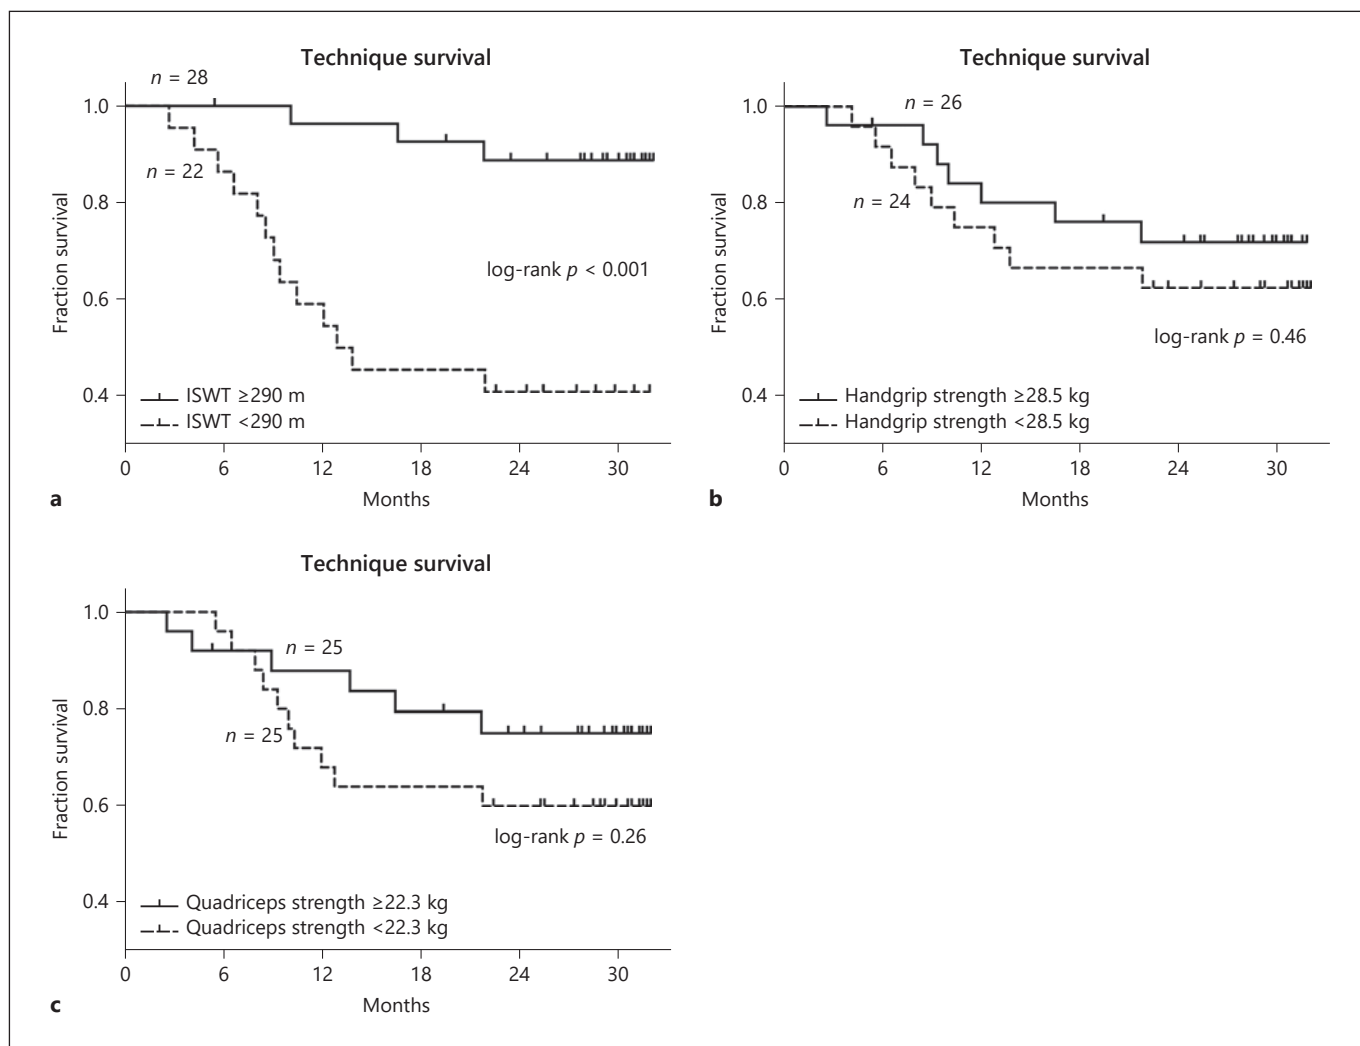 Technique survival
n = 28
1.0
n = 22
0.8
log-rank p < 0.001
0.6
0.4
ISWT ≥290 m
ISWT <290 m
Fraction survival
0 6 12 18 24 30
Months
a
Technique survival
1.0
n = 26
0.8
n = 24
0.6
log-rank p = 0.46
0.4
Handgrip strength ≥28.5 kg
Handgrip strength <28.5 kg
Fraction survival
0 6 12 18 24 30
Months
b
Technique survival
1.0
n = 25
0.8
n = 25
0.6
log-rank p = 0.26
0.4
Quadriceps strength ≥22.3 kg
Quadriceps strength <22.3 kg
Fraction survival
0 6 12 18 24 30
Months
c